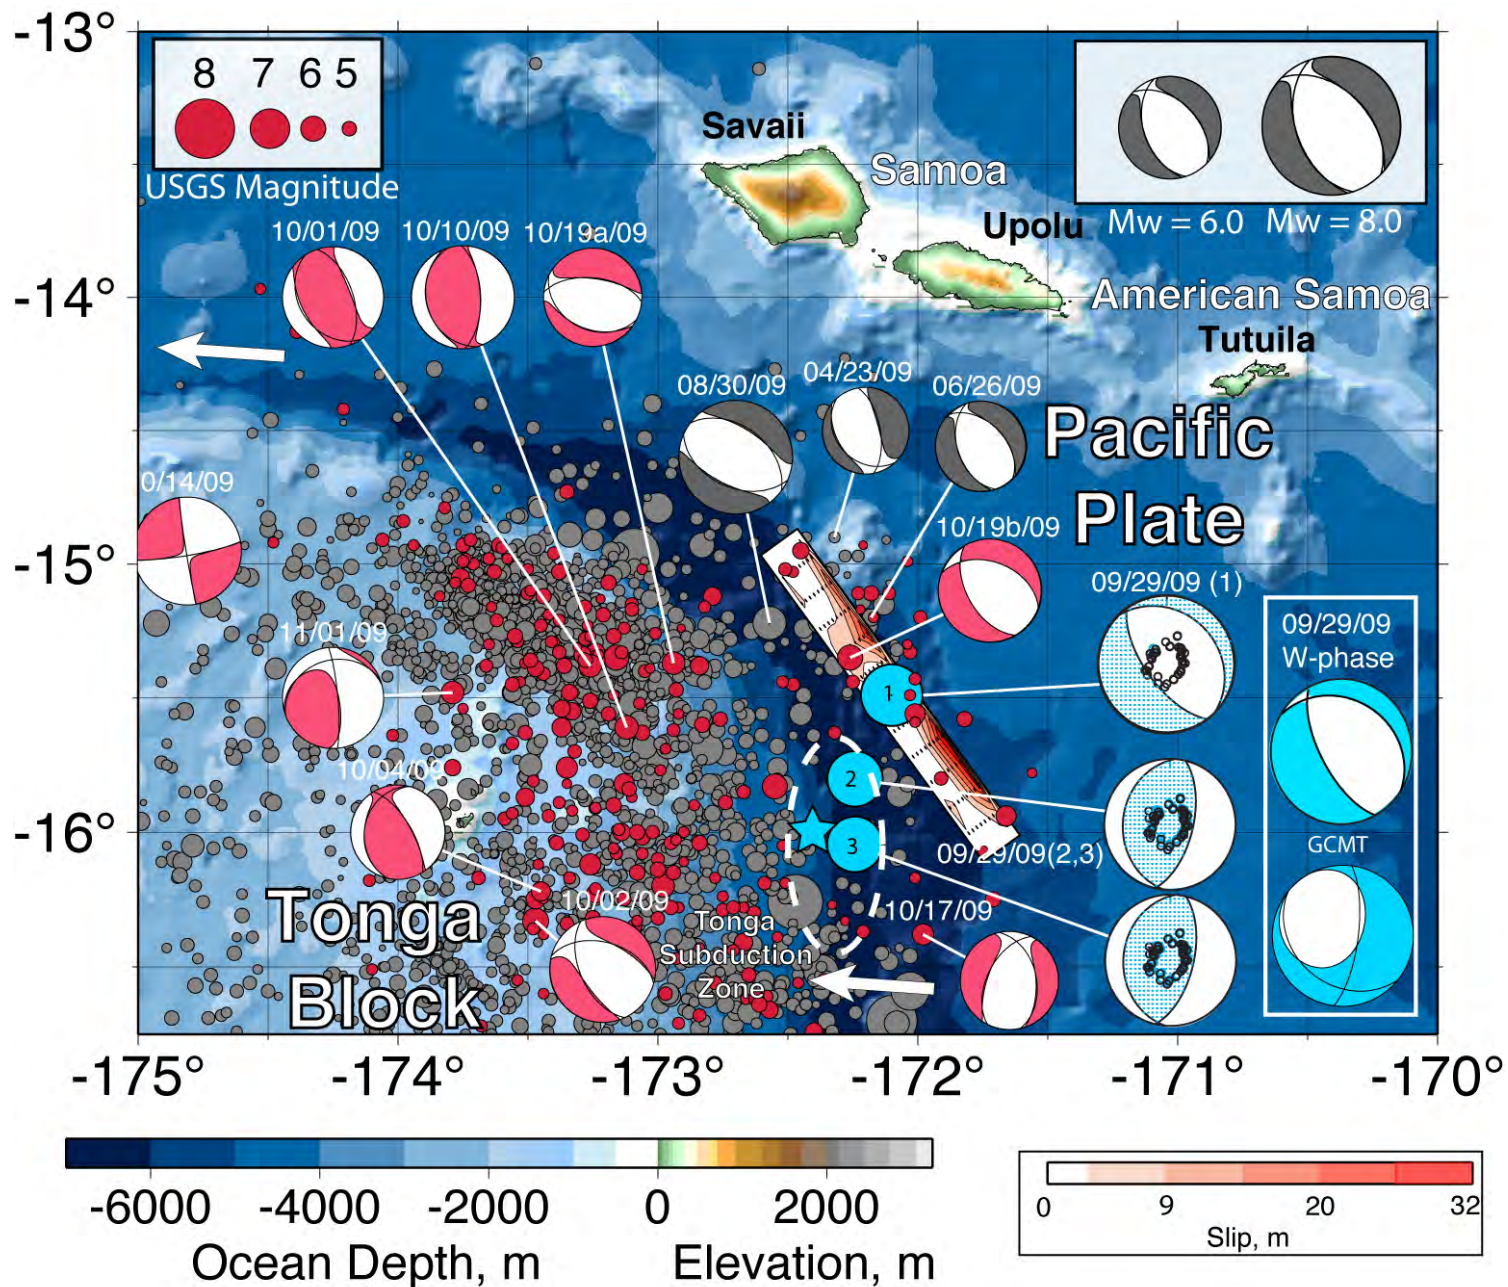 -13°
8 7 6 5
USGS Magnitude
Savaii
Samoa
Upolu
Mw = 6.0 Mw = 8.0
10/01/09 10/10/09 10/19a/09
-14°
American Samoa
Tutuila
08/30/09 04/23/09 06/26/09
Pacific
Plate
0/14/09
10/19b/09
-15°
09/29/09 (1)
09/29/09
W-phase
11/01/09
1
10/04/09
2
-16°
3
09/29/09(2,3)
GCMT
10/02/09
10/17/09
Tonga
Block
Tonga
Subduction
Zone
-175° -174° -173° -172° -171° -170°
-6000 -4000 -2000 0 2000
Ocean Depth, m Elevation, m
0 9 20 32
Slip, m